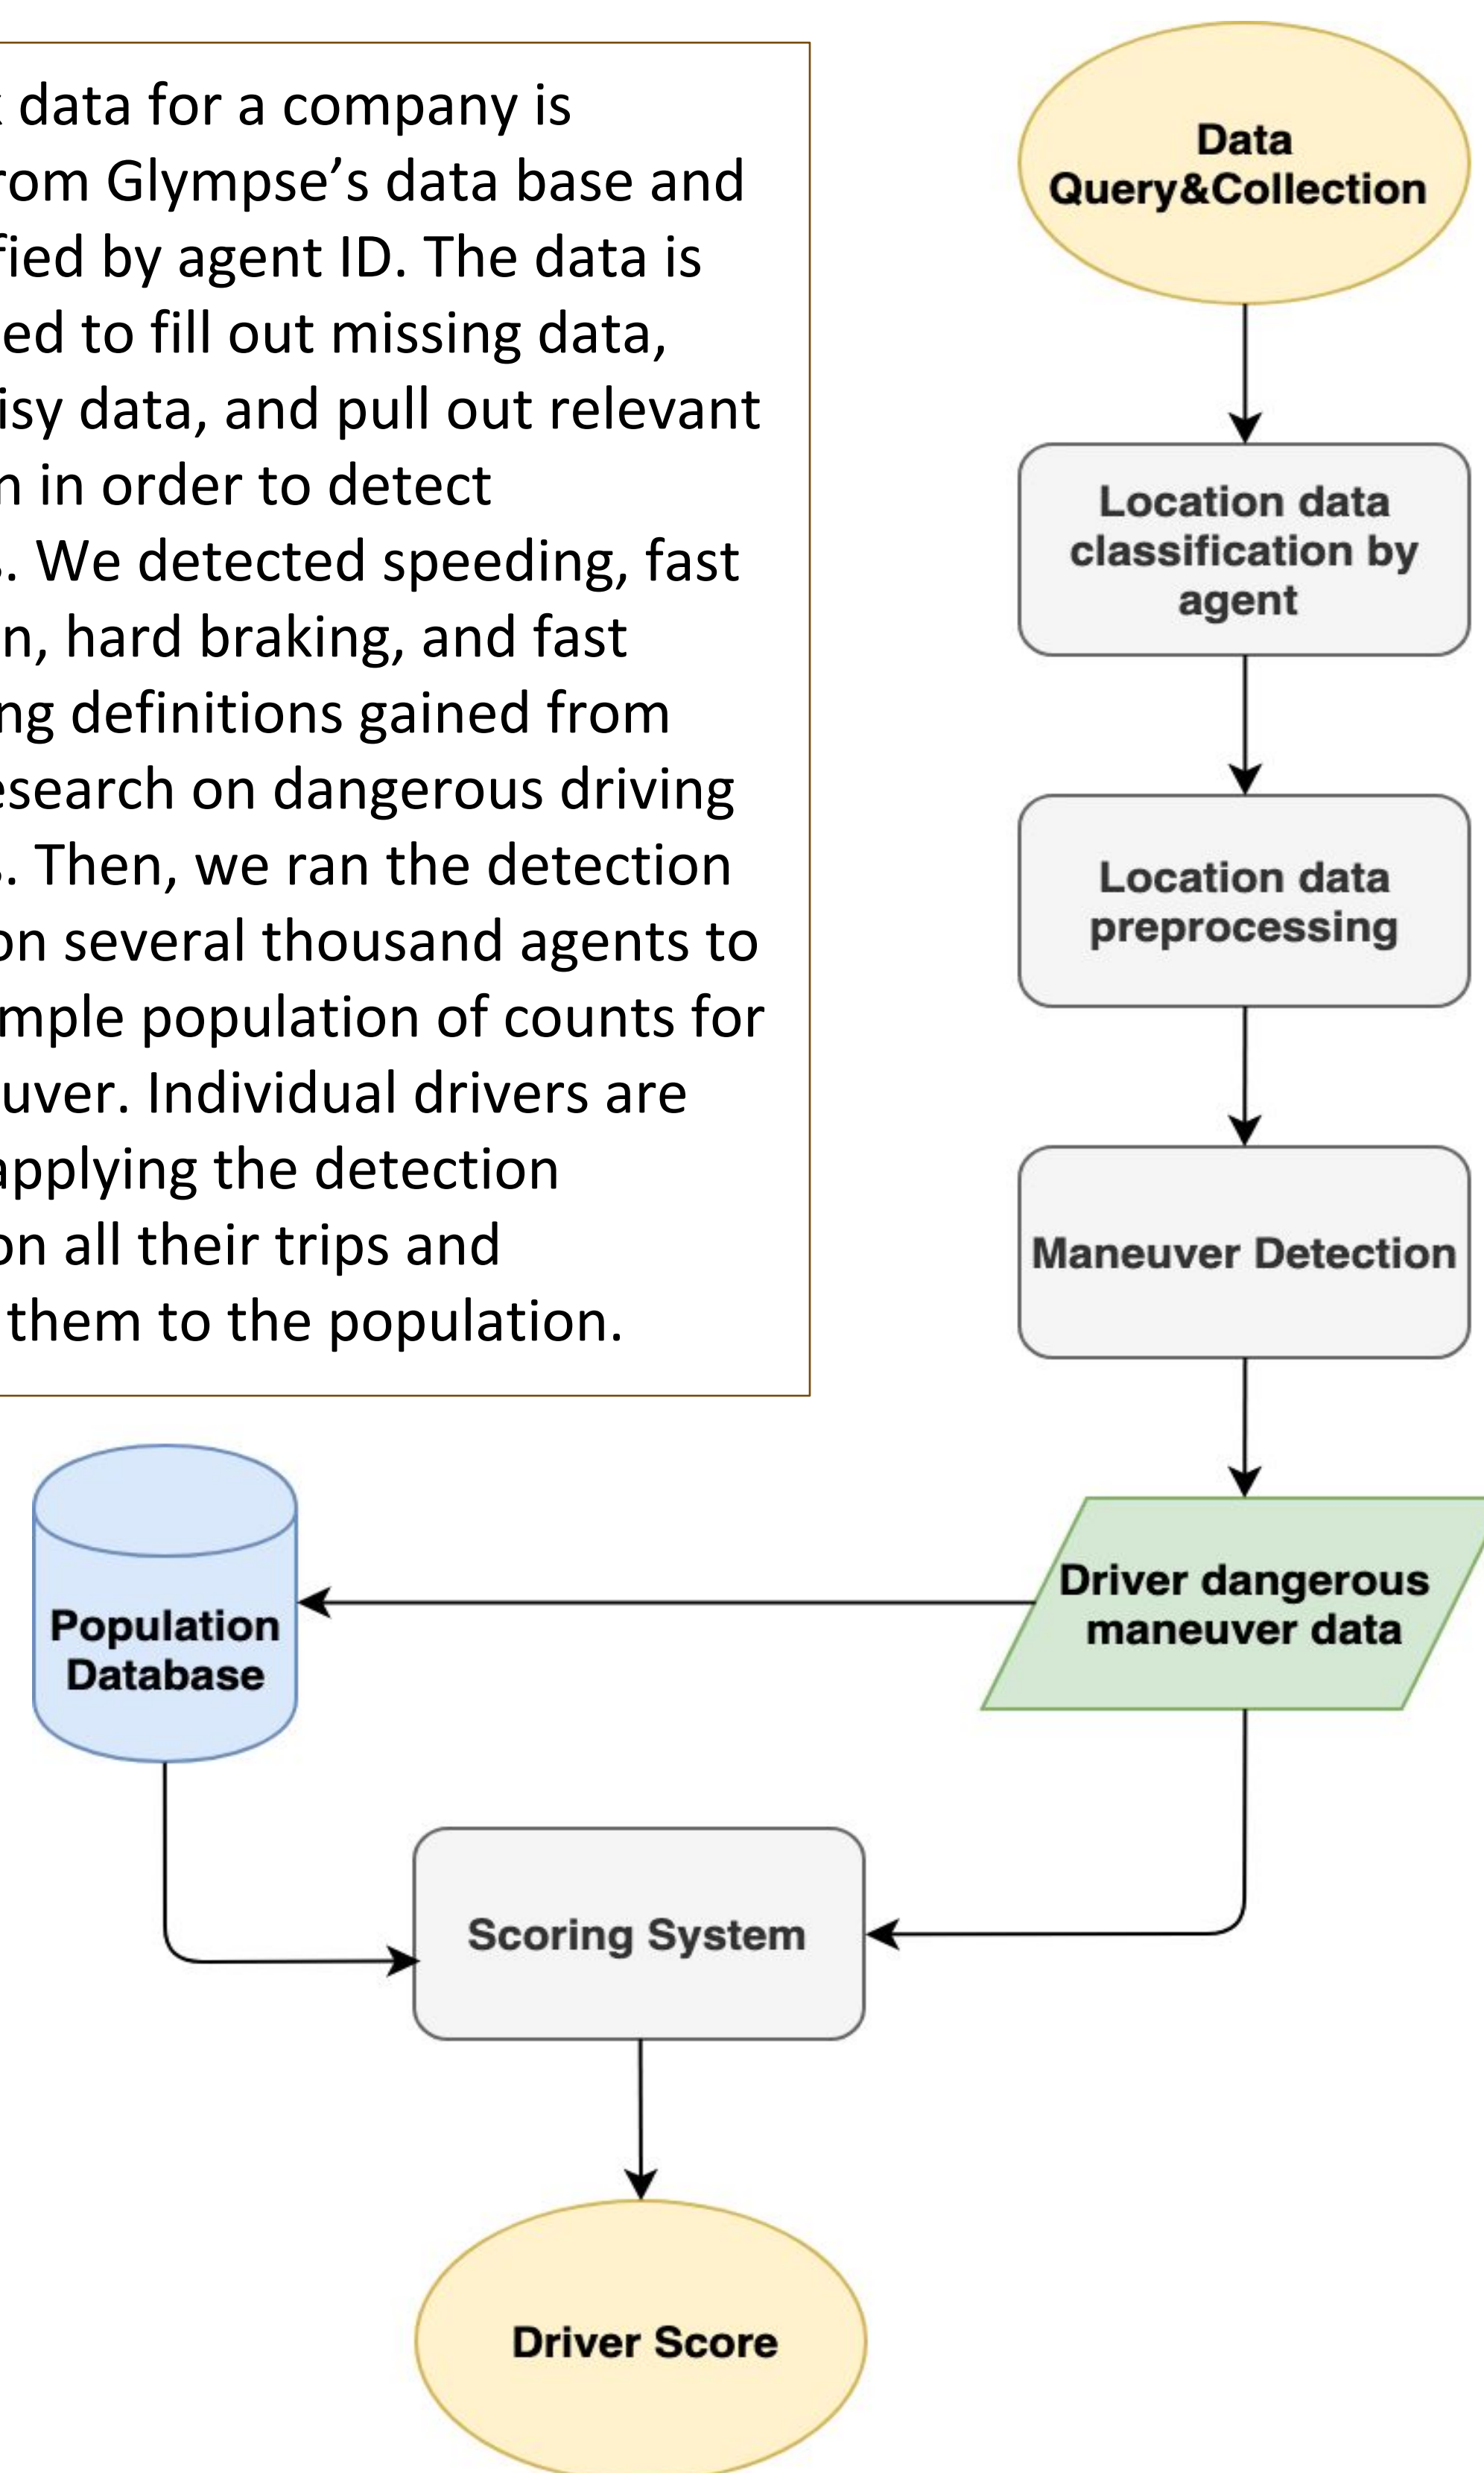 data for a company is
rom Glympse’s data base and
fied by agent ID. The data is
ed to fill out missing data,
isy data, and pull out relevant
n in order to detect
s. We detected speeding, fast
n, hard braking, and fast
ng definitions gained from
esearch on dangerous driving
s. Then, we ran the detection
on several thousand agents to
mple population of counts for
uver. Individual drivers are
applying the detection
on all their trips and
them to the population.
Data
Query&Collection
Location data
classification by
agent
Location data
preprocessing
Maneuver Detection
Driver dangerous
maneuver data
Population
Database
Scoring System
Driver Score